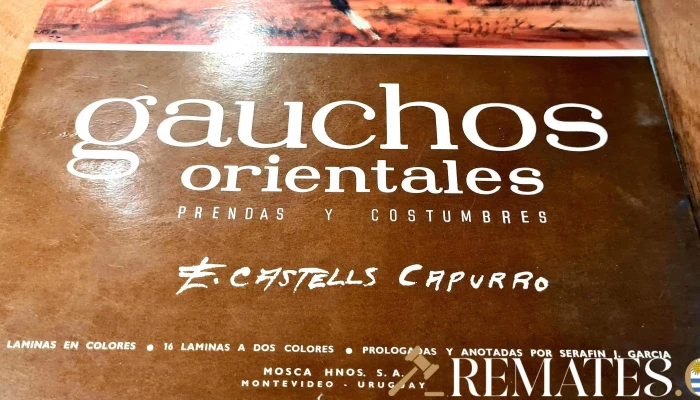 gauchos
orientales
PRENDAS Y COSTUMBRES
E. CASTELLS CAPURRO
LAMINAS EN COLORES ● 16 LAMINAS A DOS COLORES ● PROLOGADAS Y ANOTADAS POR SERAFIN J. GARCIA
MOSCA HNOS. S. A.
MONTEVIDEO - URUGUAY
REMATES.